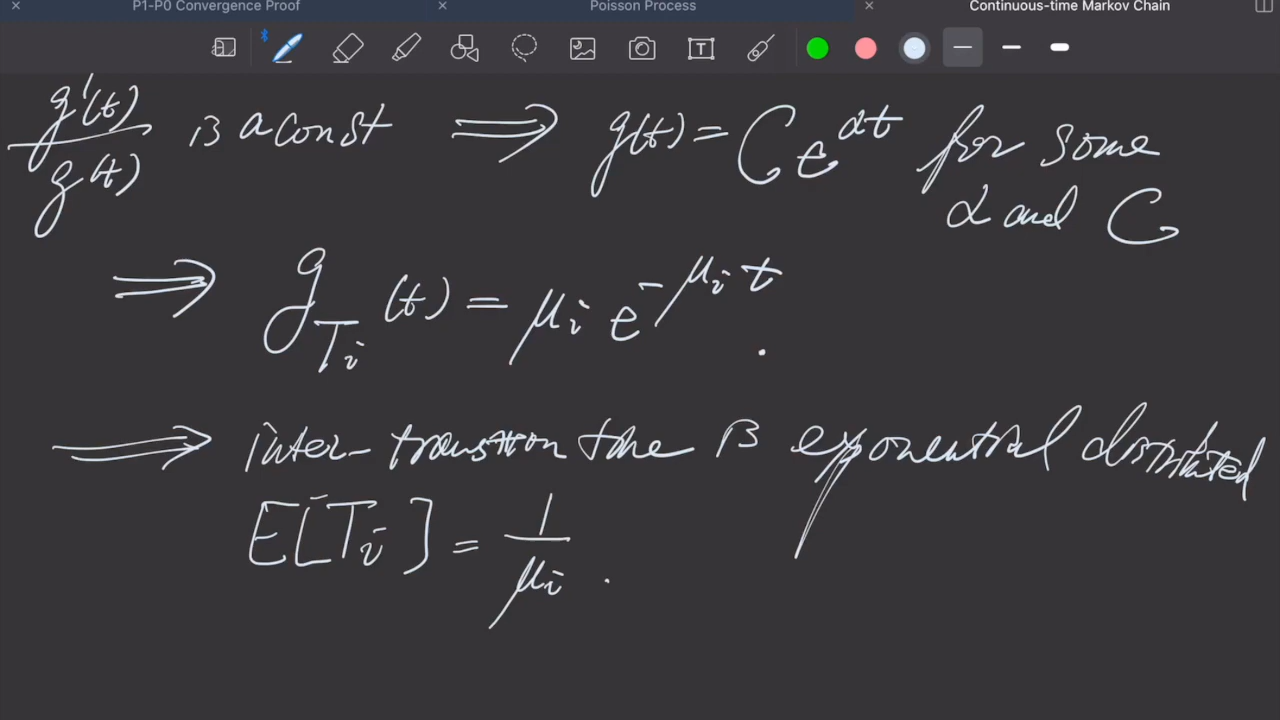 P1-P0 Convergence Proof Poisson Process Continuous-time Markov Chain
g'(t)/g(t) is a const ⟹ g(t) = C e^{αt} for some
α and C
⟹ g_{T_i}(t) = μ_i e^{-μ_i t}.
⟹ inter-transition time is exponential distributed
E[T_i] = 1/μ_i.